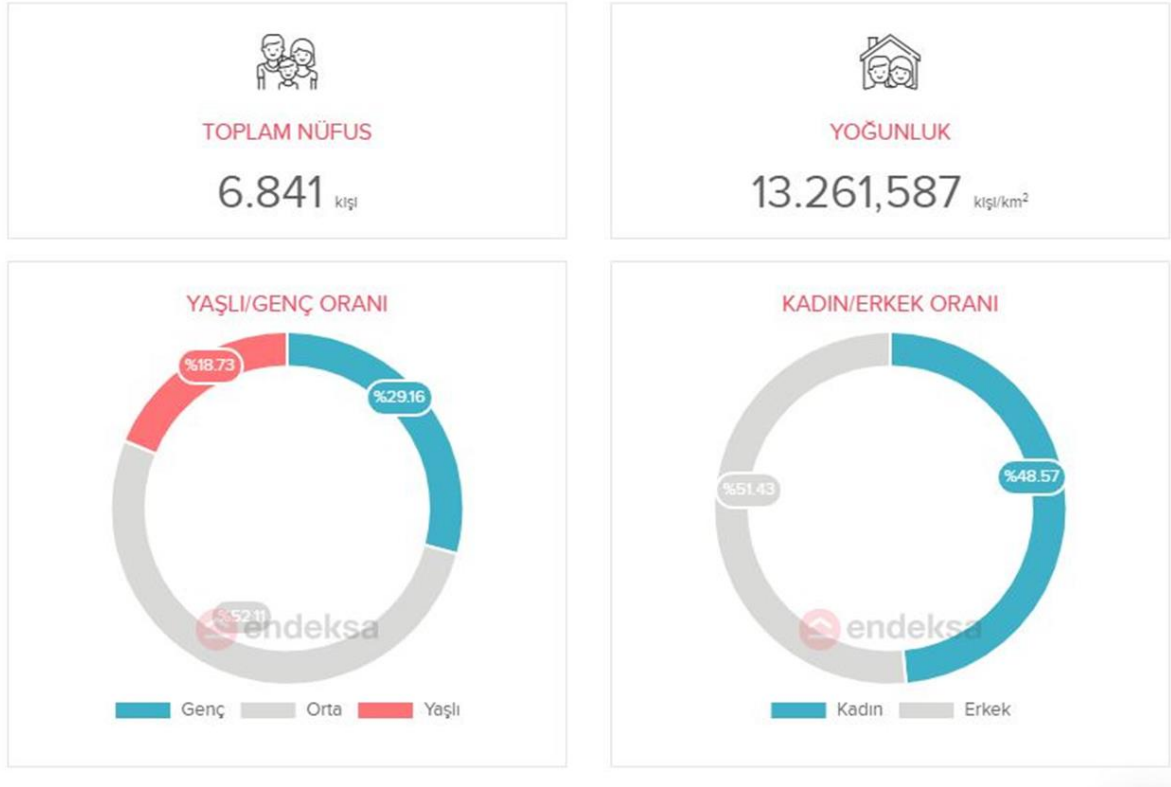 TOPLAM NÜFUS
6.841 kişi
YOĞUNLUK
13.261,587 kişi/km²
YAŞLI/GENÇ ORANI
%18.73
%29.16
%52.11
endeksa
Genç Orta Yaşlı
KADIN/ERKEK ORANI
%48.57
%51.43
endeksa
Kadın Erkek